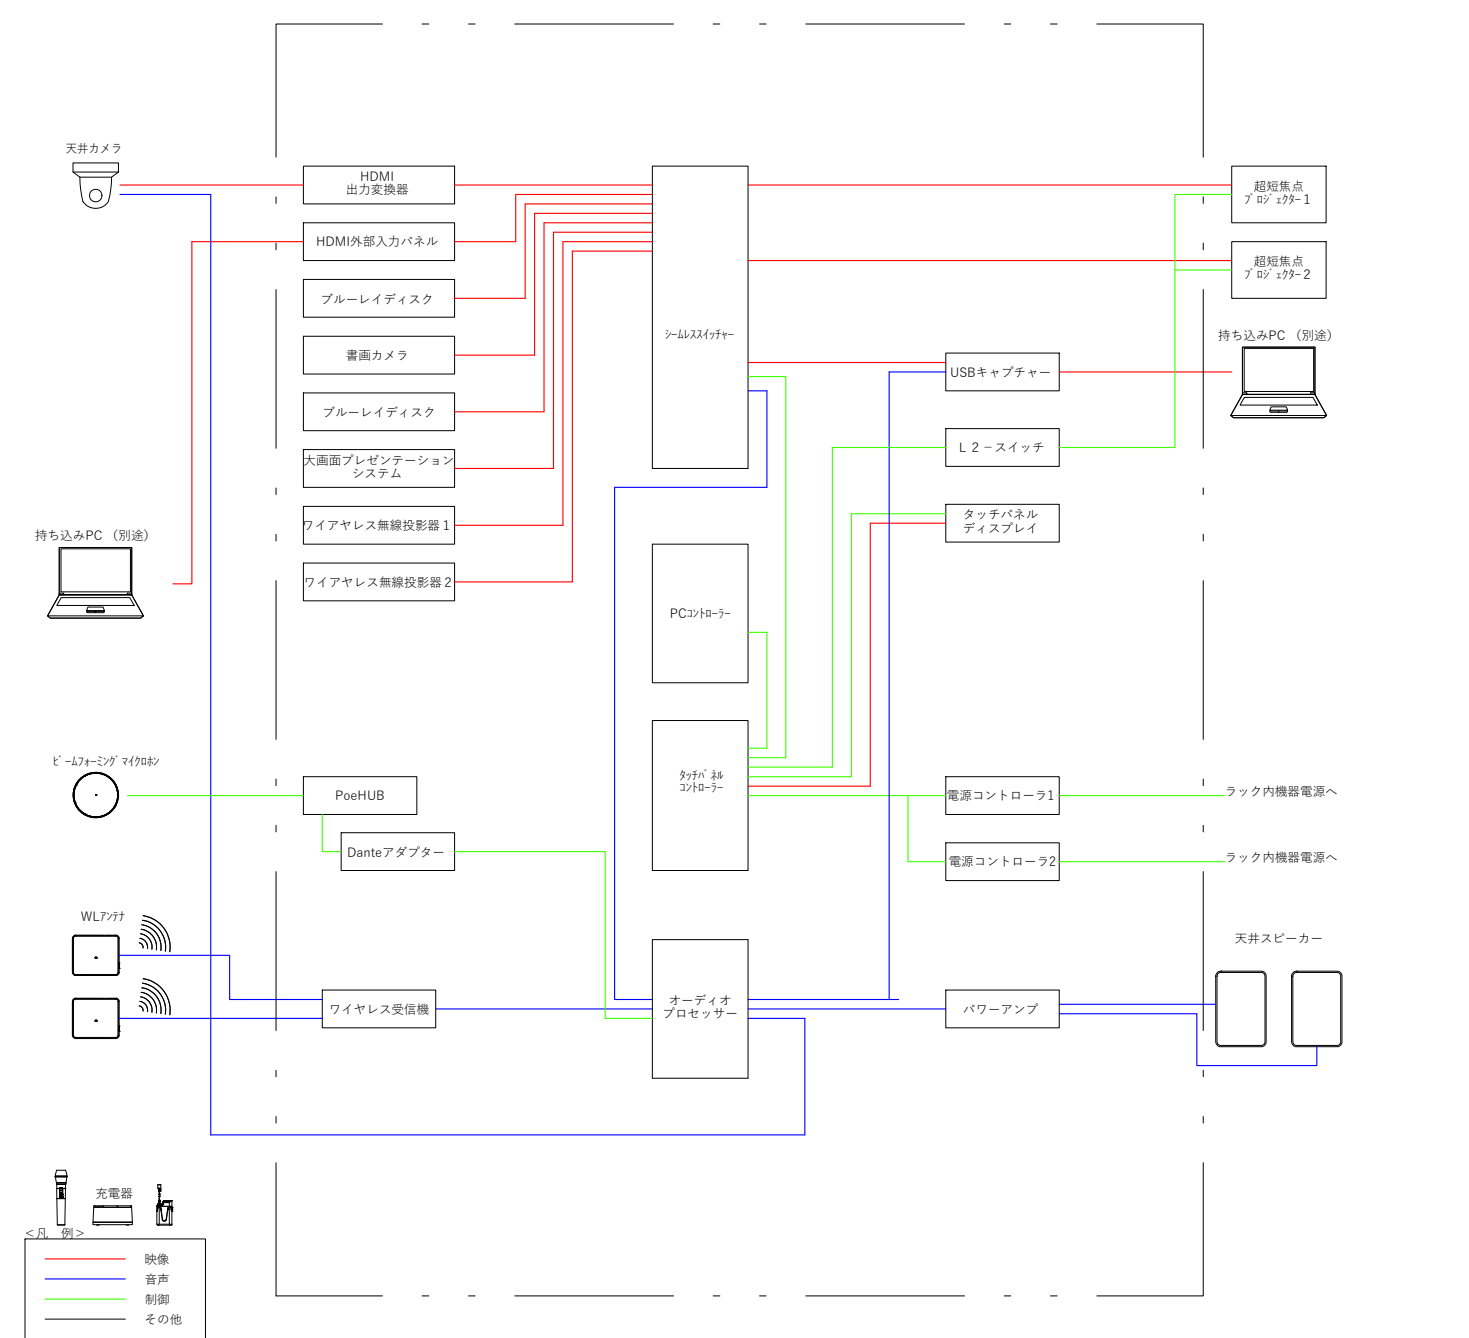 天井カメラ
HDMI
出力変換器
HDMI外部入力パネル
ブルーレイディスク
書画カメラ
ブルーレイディスク
大画面プレゼンテーション
システム
ワイアヤレス無線投影器1
ワイアヤレス無線投影器2
持ち込みPC （別途）
ﾋﾞｰﾑﾌｫｰﾐﾝｸﾞﾏｲｸﾛﾎﾝ
PoeHUB
Danteアダプター
WLｱﾝﾃﾅ
ワイヤレス受信機
ｼｰﾑﾚｽｽｲｯﾁｬｰ
PCｺﾝﾄﾛｰﾗｰ
ﾀｯﾁﾊﾟﾈﾙ
ｺﾝﾄﾛｰﾗｰ
オーディオ
プロセッサー
超短焦点
ﾌﾟﾛｼﾞｪｸﾀｰ1
超短焦点
ﾌﾟﾛｼﾞｪｸﾀｰ2
持ち込みPC （別途）
USBキャプチャー
Ｌ２－スイッチ
タッチパネル
ディスプレイ
電源コントローラ1
ラック内機器電源へ
電源コントローラ2
ラック内機器電源へ
天井スピーカー
パワーアンプ
充電器
<凡　例>
映像
音声
制御
その他